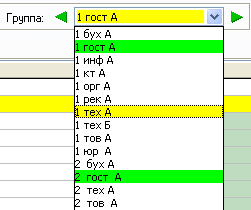 Группа: 1 гост А
1 бух А
1 гост А
1 инф А
1 кт А
1 орг А
1 рек А
1 тех А
1 тех Б
1 тов А
1 юр А
2 бух А
2 гост А
2 тех А
2 тов А